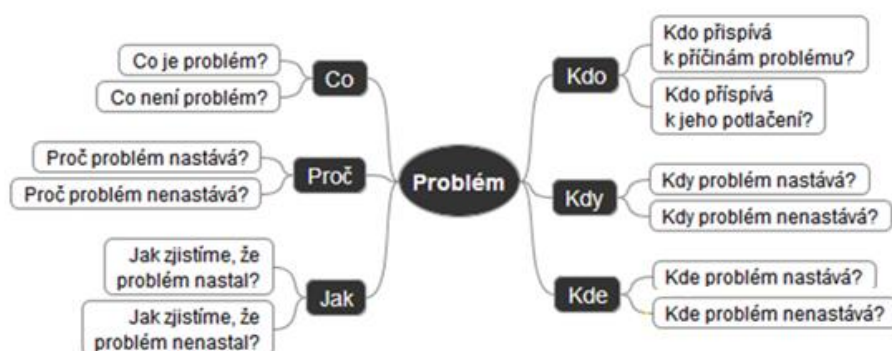 Co je problém?
Co není problém?
Co
Proč problém nastává?
Proč problém nenastává?
Proč
Jak zjistíme, že
problém nastal?
Jak zjistíme, že
problém nenastal?
Jak
Problém
Kdo
Kdo přispívá
k příčinám problému?
Kdo příspívá
k jeho potlačení?
Kdy
Kdy problém nastává?
Kdy problém nenastává?
Kde
Kde problém nastává?
Kde problém nenastává?